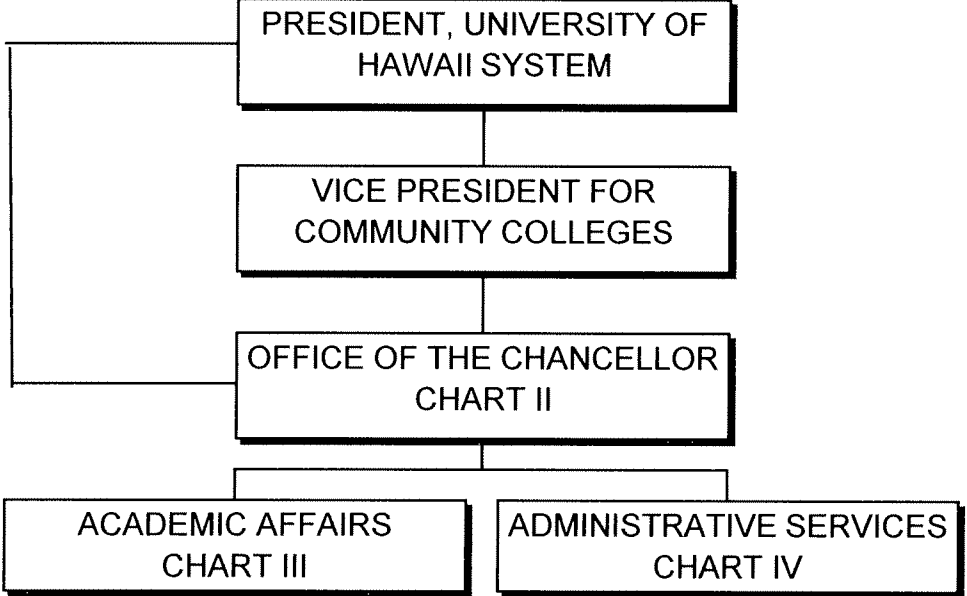 PRESIDENT, UNIVERSITY OF
HAWAII SYSTEM
VICE PRESIDENT FOR
COMMUNITY COLLEGES
OFFICE OF THE CHANCELLOR
CHART II
ACADEMIC AFFAIRS
CHART III
ADMINISTRATIVE SERVICES
CHART IV